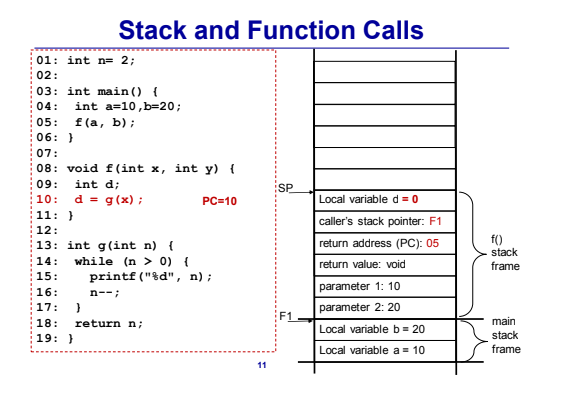 Stack and Function Calls
01: int n= 2;
02:
03: int main() {
04:  int a=10,b=20;
05:  f(a, b);
06: }
07:
08: void f(int x, int y) {
09:  int d;
10:  d = g(x);
PC=10
11: }
12:
13: int g(int n) {
14:  while (n > 0) {
15:   printf("%d", n);
16:   n--;
17:  }
18:  return n;
19: }
SP
Local variable d = 0
caller's stack pointer: F1
return address (PC): 05
return value: void
parameter 1: 10
parameter 2: 20
F1
Local variable b = 20
Local variable a = 10
f()
stack
frame
main
stack
frame
11